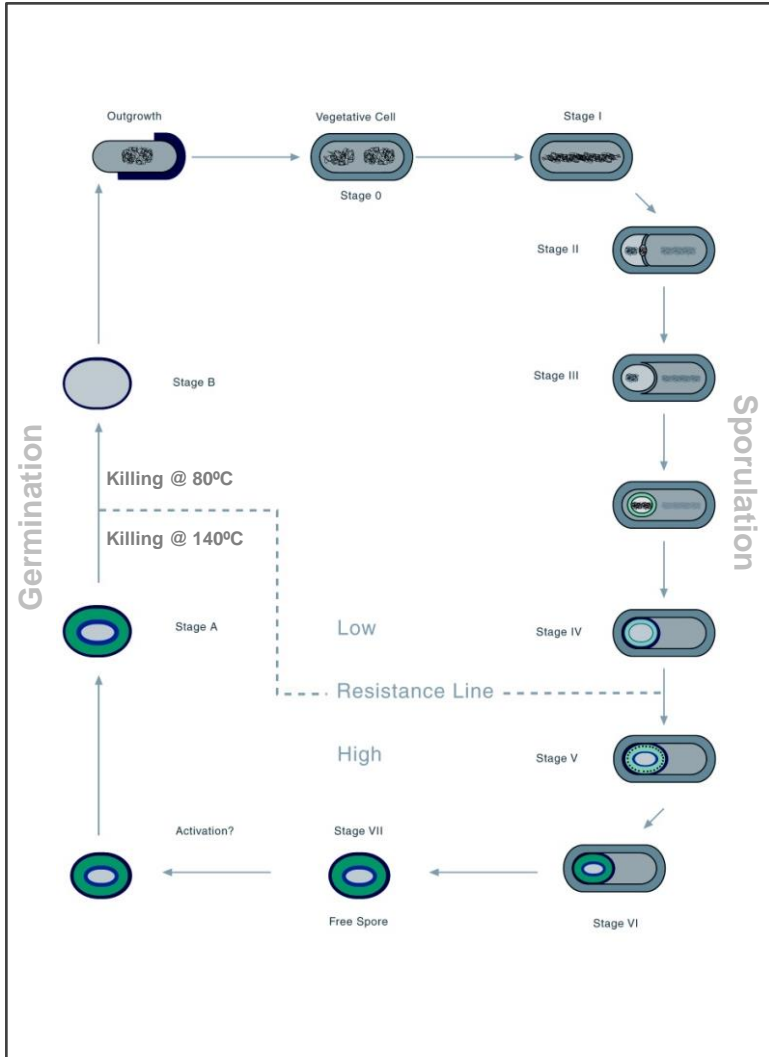 Outgrowth
Vegetative Cell
Stage I
Stage 0
Stage II
Stage III
Stage B
Germination
Sporulation
Killing @ 80ºC
Killing @ 140ºC
Stage A
Low
Stage IV
Resistance Line
High
Stage V
Activation?
Stage VII
Free Spore
Stage VI